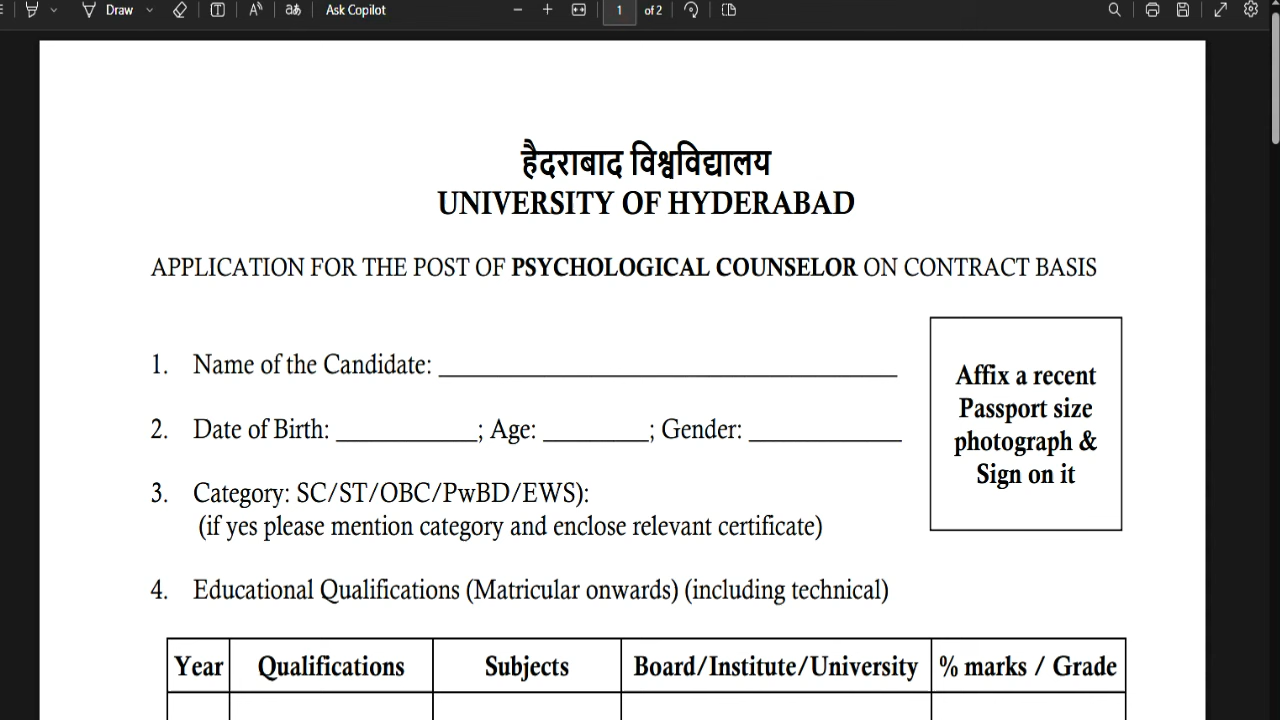 Draw
Ask Copilot
1 of 2
हैदराबाद विश्वविद्यालय
UNIVERSITY OF HYDERABAD
APPLICATION FOR THE POST OF PSYCHOLOGICAL COUNSELOR ON CONTRACT BASIS
1. Name of the Candidate: ____________________
2. Date of Birth: __________; Age: ________; Gender: __________
3. Category: SC/ST/OBC/PwBD/EWS):
(if yes please mention category and enclose relevant certificate)
Affix a recent
Passport size
photograph &
Sign on it
4. Educational Qualifications (Matricular onwards) (including technical)
Year Qualifications Subjects Board/Institute/University % marks / Grade